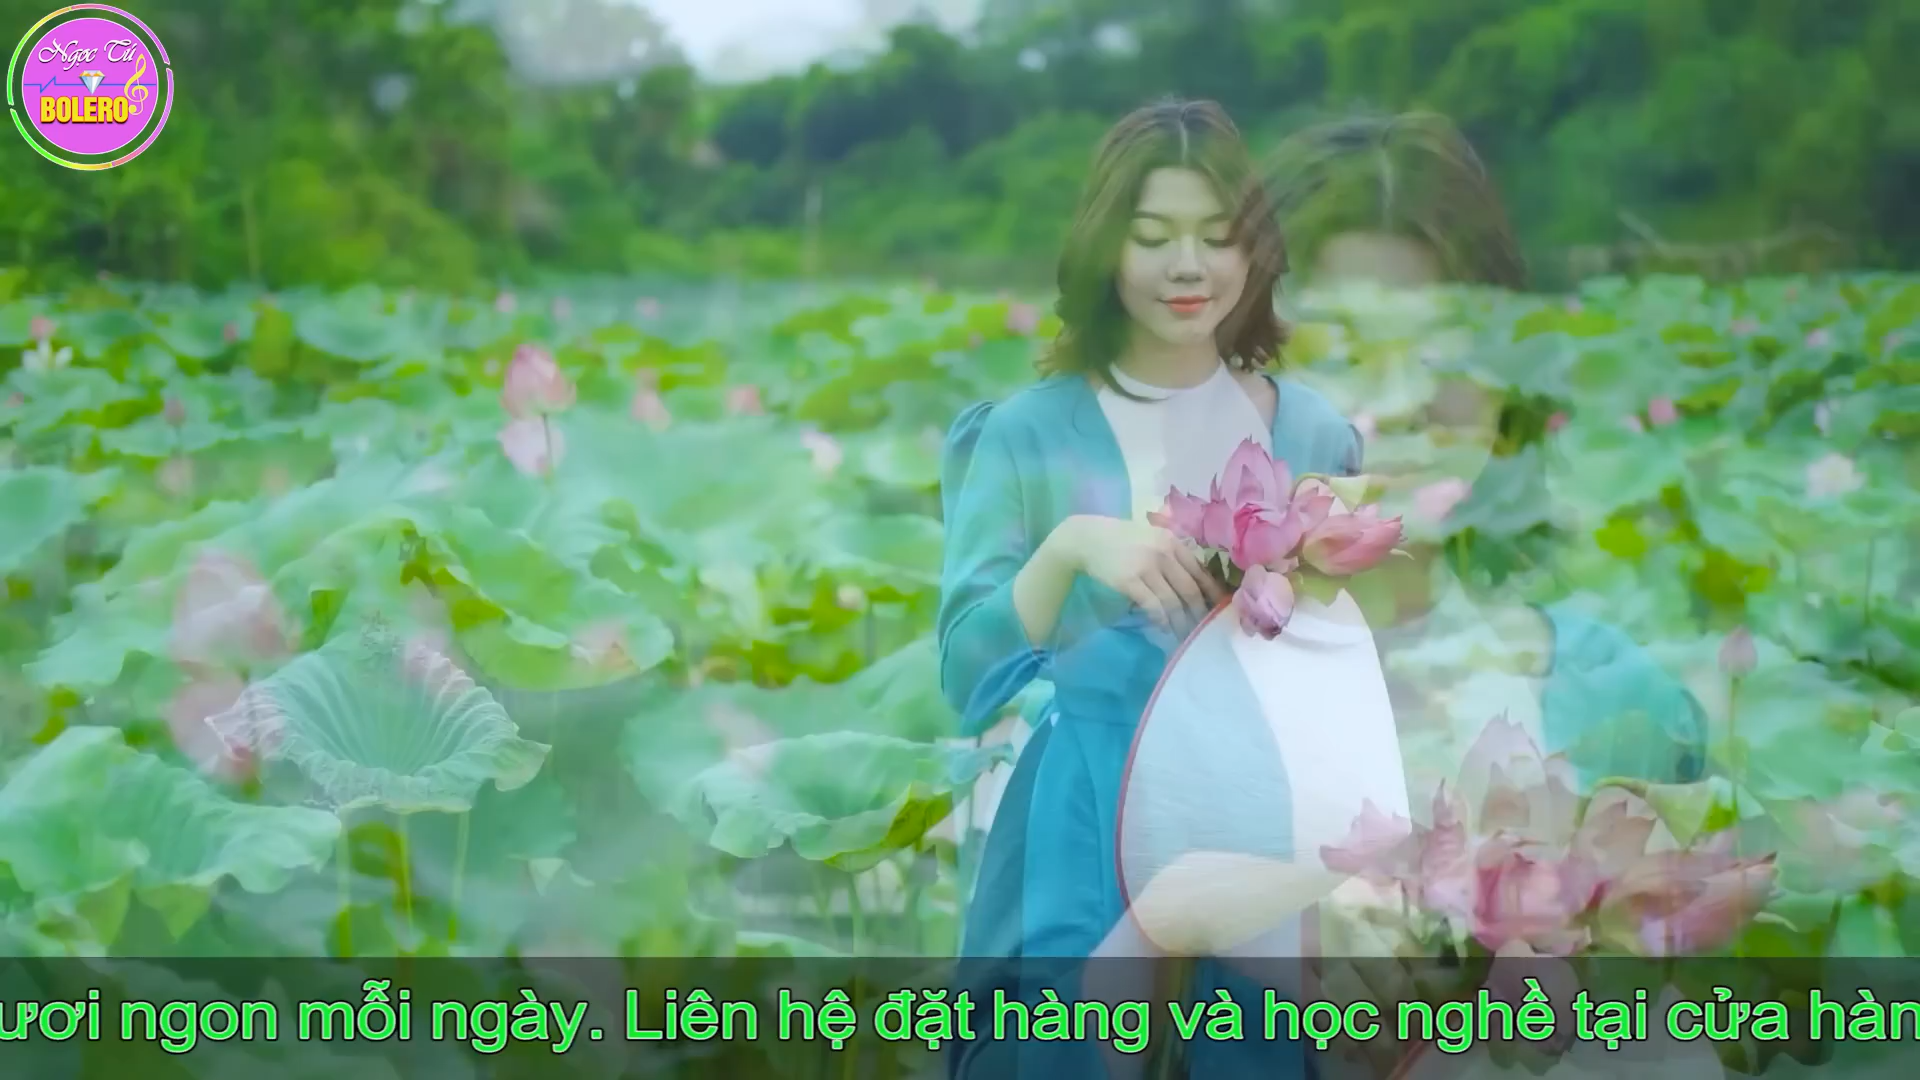 Ngọc Tú
BOLERO
ươi ngon mỗi ngày. Liên hệ đặt hàng và học nghề tại cửa hàn